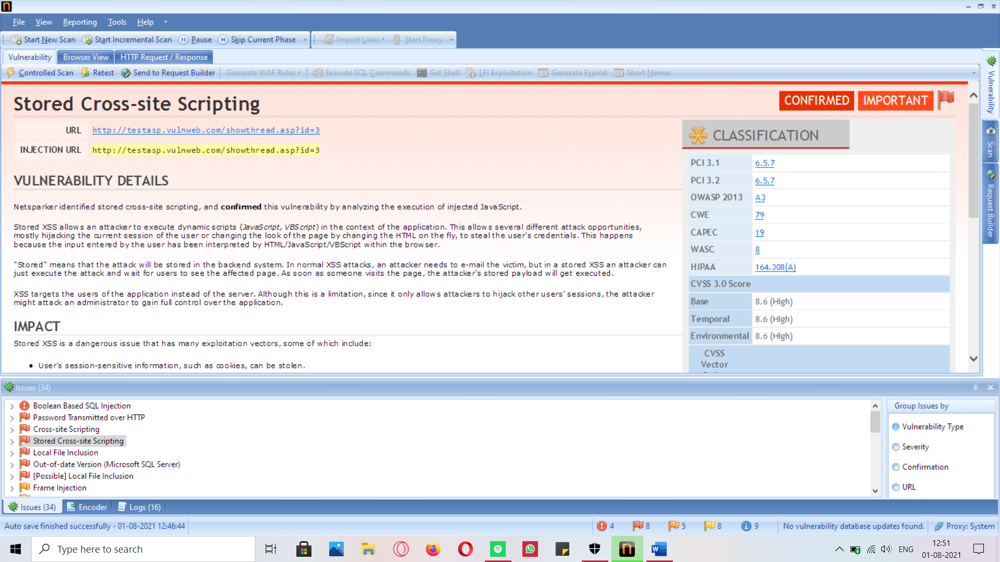 File View Reporting Tools Help
Start New Scan Start Incremental Scan Pause Skip Current Phase Import Links Start Proxy
Vulnerability Browser View HTTP Request / Response
Controlled Scan Retest Send to Request Builder Generate WAF Rules Execute SQL Commands Get Shell LFI Exploitation Generate Exploit Short Names
Stored Cross-site Scripting
CONFIRMED IMPORTANT
URL http://testasp.vulnweb.com/showthread.asp?id=3
INJECTION URL http://testasp.vulnweb.com/showthread.asp?id=3
VULNERABILITY DETAILS
Netsparker identified stored cross-site scripting, and confirmed this vulnerability by analyzing the execution of injected JavaScript.
Stored XSS allows an attacker to execute dynamic scripts (JavaScript, VBScript) in the context of the application. This allows several different attack opportunities,
mostly hijacking the current session of the user or changing the look of the page by changing the HTML on the fly, to steal the user's credentials. This happens
because the input entered by the user has been interpreted by HTML/JavaScript/VBScript within the browser.
"Stored" means that the attack will be stored in the backend system. In normal XSS attacks, an attacker needs to e-mail the victim, but in a stored XSS an attacker can
just execute the attack and wait for users to see the affected page. As soon as someone visits the page, the attacker's stored payload will get executed.
XSS targets the users of the application instead of the server. Although this is a limitation, since it only allows attackers to hijack other users' sessions, the attacker
might attack an administrator to gain full control over the application.
IMPACT
Stored XSS is a dangerous issue that has many exploitation vectors, some of which include:
• User's session-sensitive information, such as cookies, can be stolen.
CLASSIFICATION
PCI 3.1 6.5.7
PCI 3.2 6.5.7
OWASP 2013 A3
CWE 79
CAPEC 19
WASC 8
HIPAA 164.308(A)
CVSS 3.0 Score
Base 8.6 (High)
Temporal 8.6 (High)
Environmental 8.6 (High)
CVSS
Vector
Vulnerability
Scan
Request Builder
Issues (34)
Boolean Based SQL Injection
Password Transmitted over HTTP
Cross-site Scripting
Stored Cross-site Scripting
Local File Inclusion
Out-of-date Version (Microsoft SQL Server)
[Possible] Local File Inclusion
Frame Injection
Group Issues by
Vulnerability Type
Severity
Confirmation
URL
Issues (34) Encoder Logs (16)
Auto save finished successfully - 01-08-2021 12:46:44 4 8 5 8 9 No vulnerability database updates found. Proxy: System
Type here to search
ENG
12:51
01-08-2021